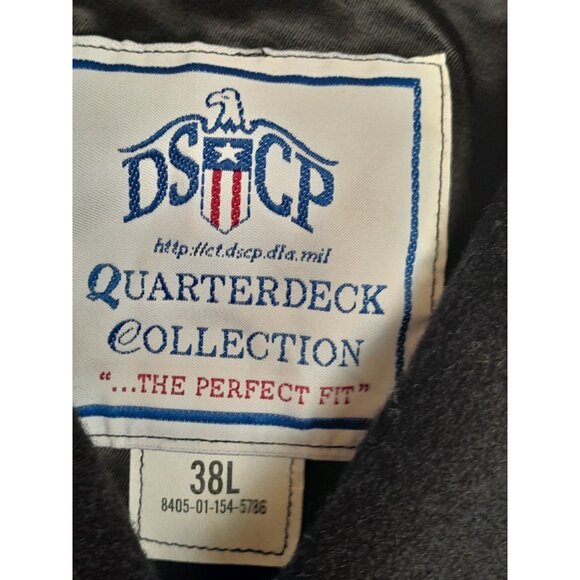 DSCP
http://ct.dscp.dla.mil
QUARTERDECK
COLLECTION
"...THE PERFECT FIT"
38L
8405-01-154-5786